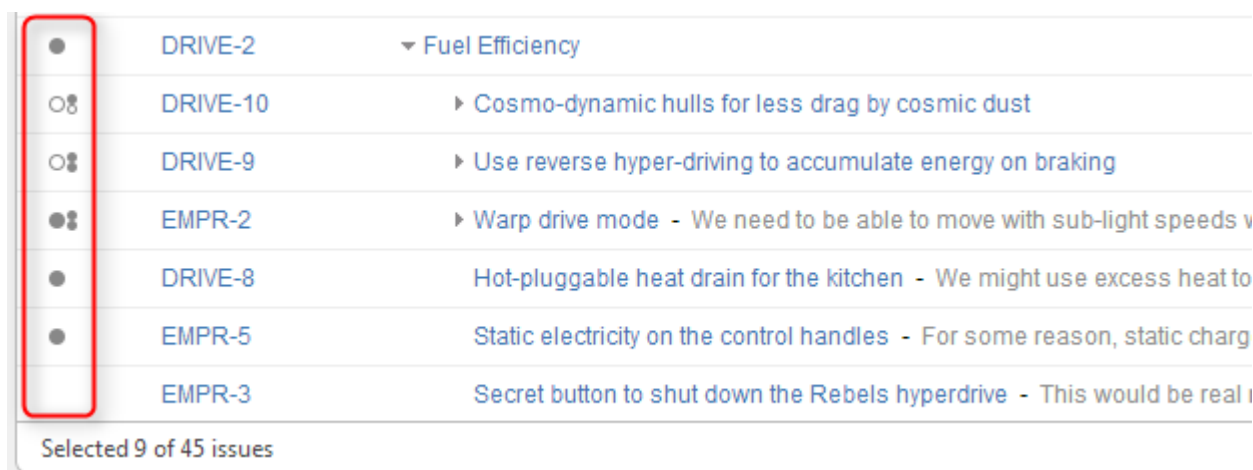 DRIVE-2 Fuel Efficiency
DRIVE-10 Cosmo-dynamic hulls for less drag by cosmic dust
DRIVE-9 Use reverse hyper-driving to accumulate energy on braking
EMPR-2 Warp drive mode - We need to be able to move with sub-light speeds
DRIVE-8 Hot-pluggable heat drain for the kitchen - We might use excess heat to
EMPR-5 Static electricity on the control handles - For some reason, static charg
EMPR-3 Secret button to shut down the Rebels hyperdrive - This would be real
Selected 9 of 45 issues